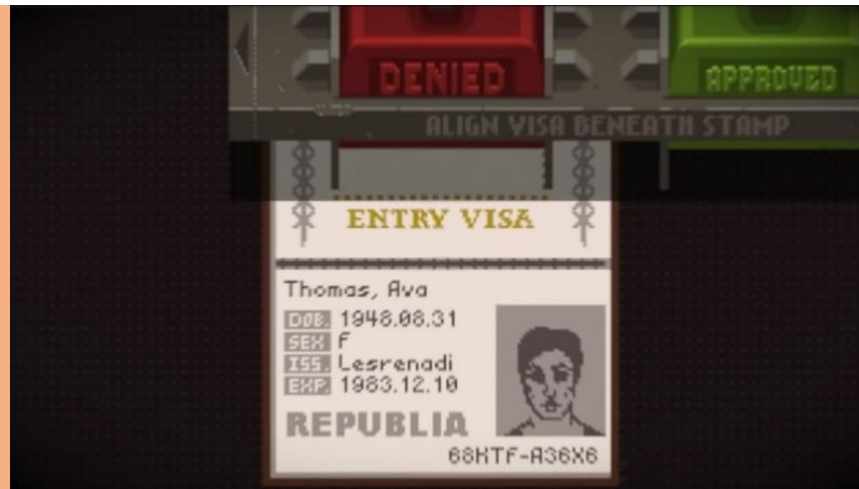 DENIED
APPROVED
ALIGN VISA BENEATH STAMP
ENTRY VISA
Thomas, Ava
DOB. 1948.08.31
SEX F
ISS. Lesrenadi
EXP. 1983.12.10
REPUBLIA
68KTF-A36X6